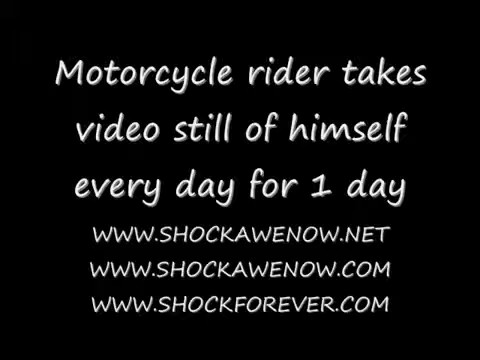 Motorcycle rider takes
video still of himself
every day for 1 day
WWW.SHOCKAWENOW.NET
WWW.SHOCKAWENOW.COM
WWW.SHOCKFOREVER.COM